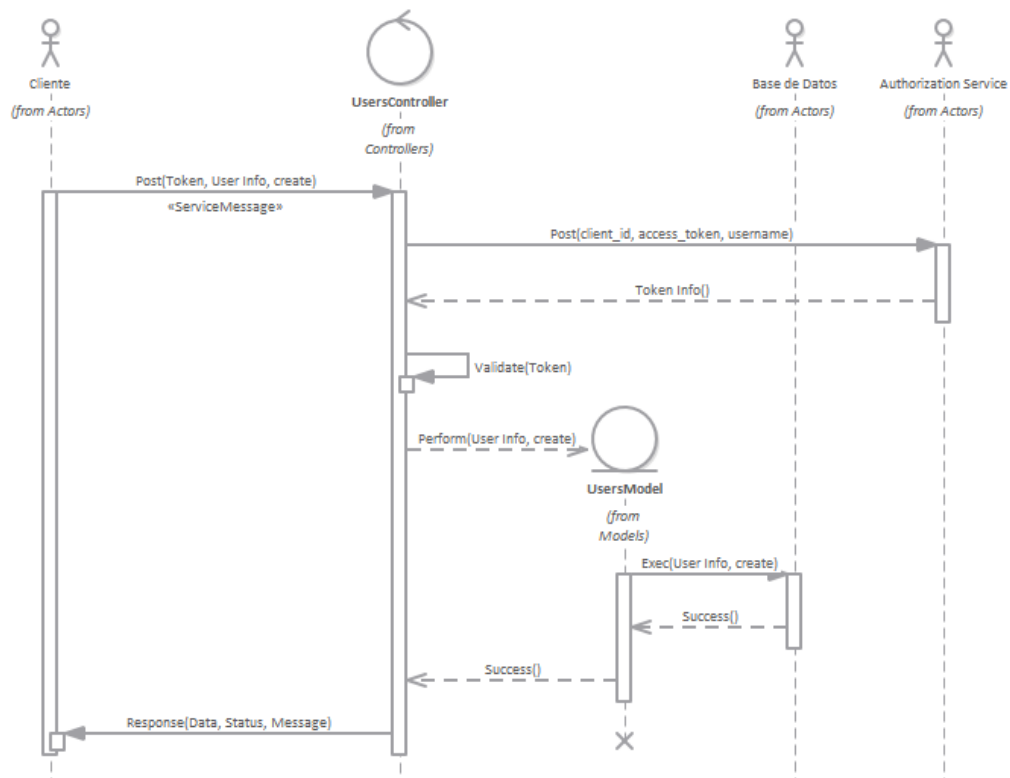 Cliente
(from Actors)
UsersController
(from
Controllers)
Base de Datos
(from Actors)
Authorization Service
(from Actors)
Post(Token, User Info, create)
«ServiceMessage»
Post(client_id, access_token, username)
Token Info()
Validate(Token)
Perform(User Info, create)
UsersModel
(from
Models)
Exec(User Info, create)
Success()
Success()
Response(Data, Status, Message)